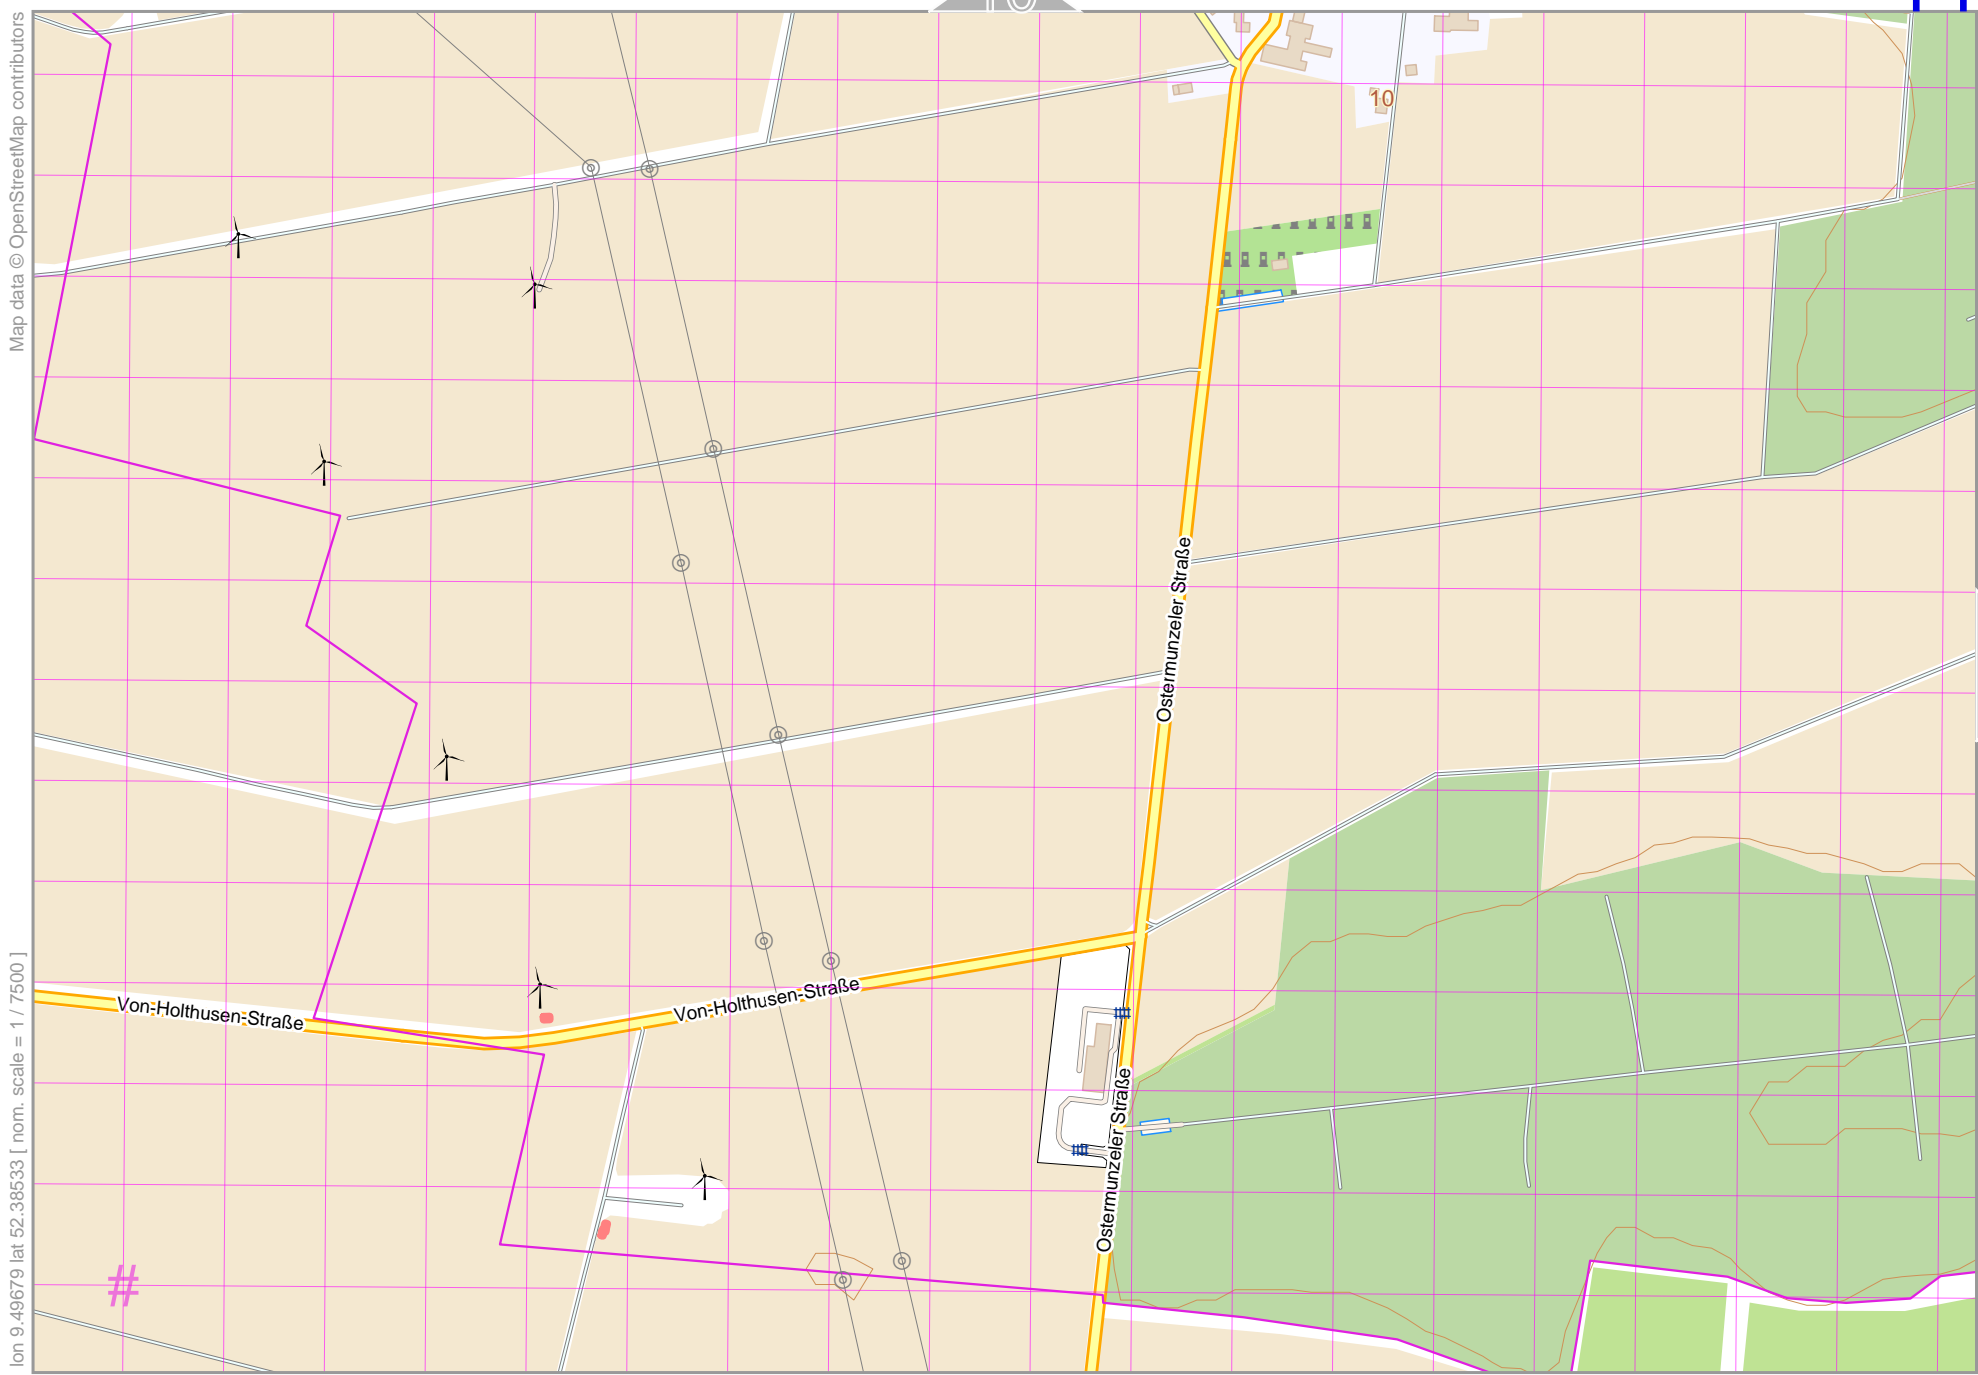 10
Map data © OpenStreetMap contributors
10
Ostermunzeler Straße
Von-Holthusen-Straße
Von-Holthusen-Straße
Ostermunzeler Straße
#
lon 9.49679 lat 52.38533 [ nom. scale = 1 / 7500 ]